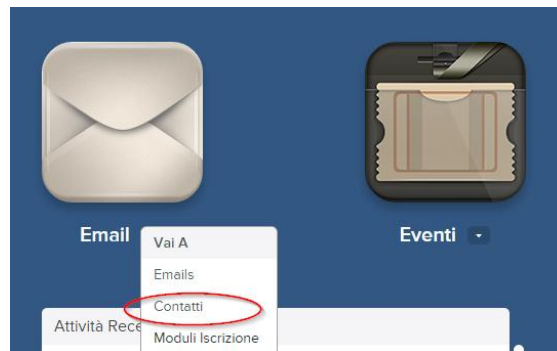 Email
Eventi
Vai A
Emails
Contatti
Moduli Iscrizione
Attività Rece